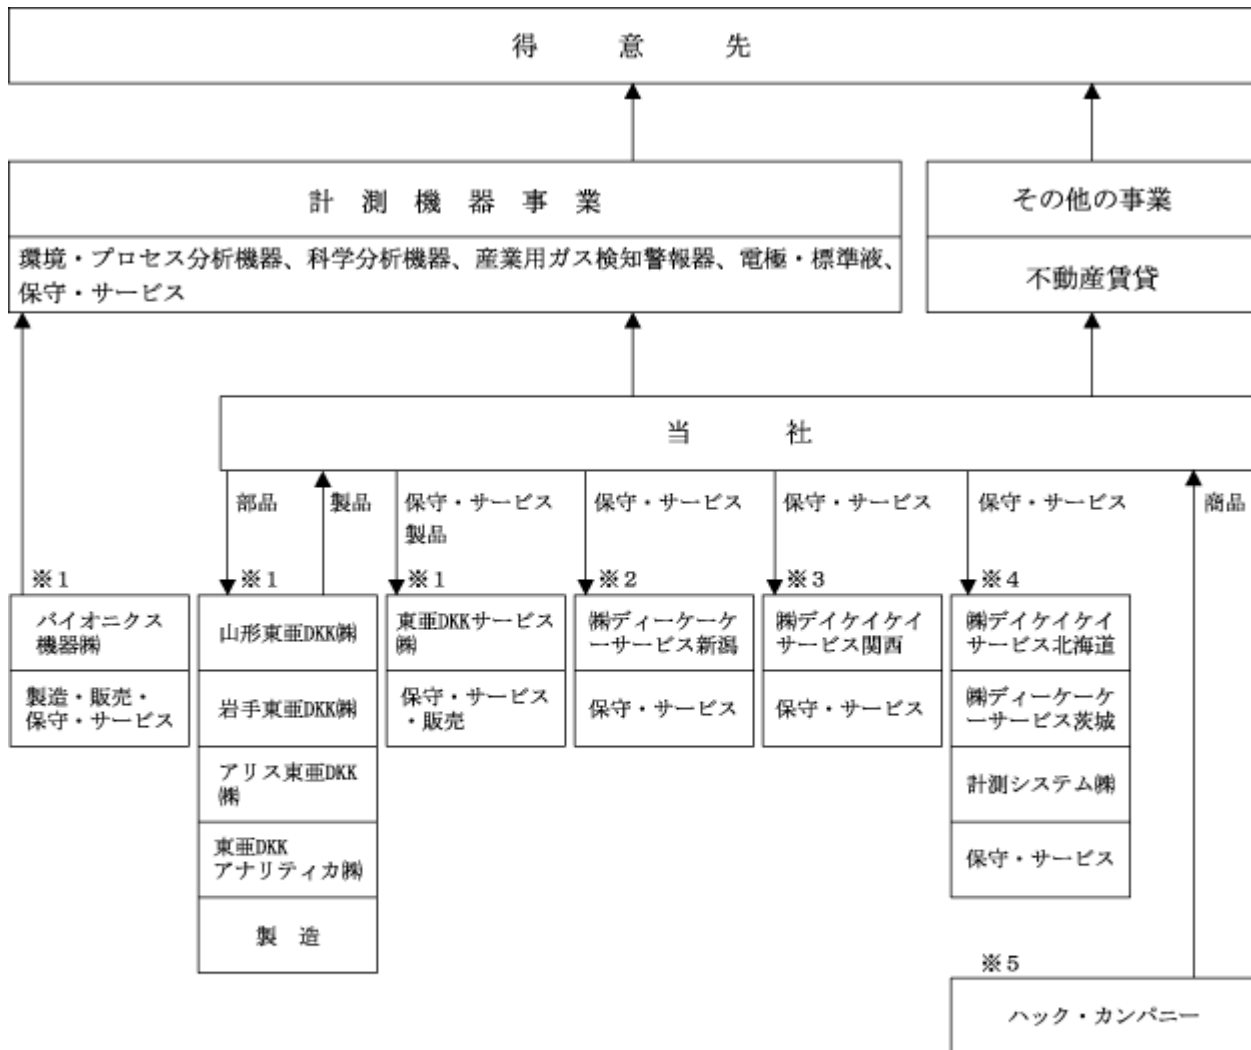 得意先
計測機器事業
環境・プロセス分析機器、科学分析機器、産業用ガス検知警報器、電極・標準液、
保守・サービス
その他の事業
不動産賃貸
当社
部品
製品
保守・サービス
製品
保守・サービス
保守・サービス
保守・サービス
商品
※1
バイオニクス
機器㈱
製造・販売・
保守・サービス
※1
山形東亜DKK㈱
岩手東亜DKK㈱
アリス東亜DKK
㈱
東亜DKK
アナリティカ㈱
製造
※1
東亜DKKサービス
㈱
保守・サービス
・販売
※2
㈱ディーケーケ
ーサービス新潟
保守・サービス
※3
㈱デイケイケイ
サービス関西
保守・サービス
※4
㈱デイケイケイ
サービス北海道
㈱ディーケーケ
ーサービス茨城
計測システム㈱
保守・サービス
※5
ハック・カンパニー